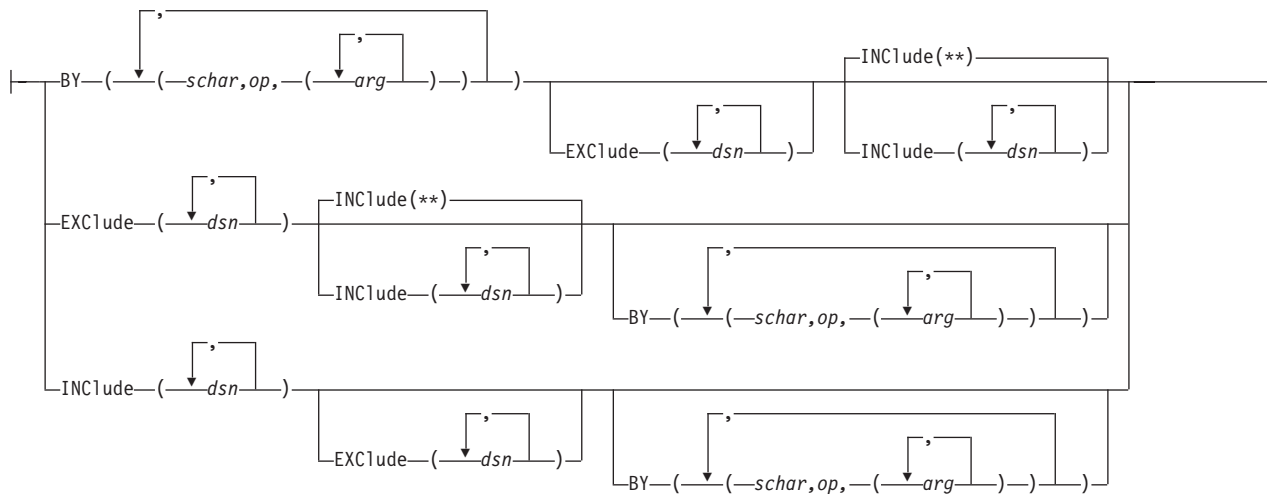 ,
, INCLude(**)
BY ( ( schar,op, ( arg ) ) )
, ,
EXClude ( dsn ) INCLude ( dsn )
, INCLude(**)
EXClude ( dsn )
, ,
INCLude ( dsn ) ,
BY ( ( schar,op, ( arg ) ) )
,
INCLude ( dsn )
, ,
EXClude ( dsn ) ,
BY ( ( schar,op, ( arg ) ) )